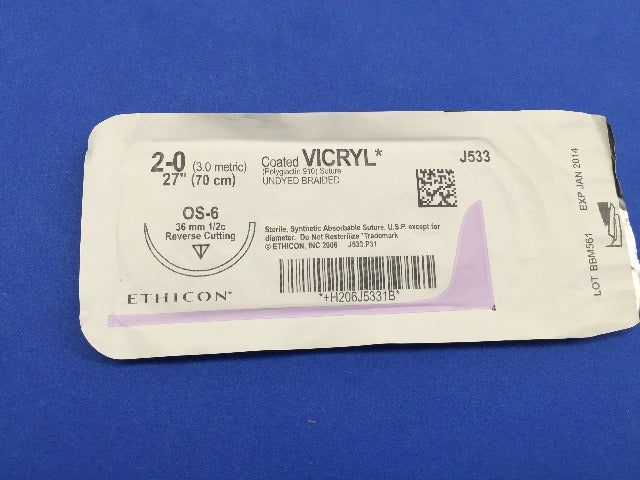 2-0 (3.0 metric)
27" (70 cm)
Coated VICRYL*
(Polyglactin 910) Suture
UNDYED BRAIDED
J533
OS-6
36 mm 1/2c
Reverse Cutting
Sterile, Synthetic Absorbable Suture. U.S.P. except for
diameter. Do Not Resterilize *Trademark
© ETHICON, INC 2006 J533.P31
ETHICON*
*+H206J5331B*
4
LOT BBM561 EXP JAN 2014